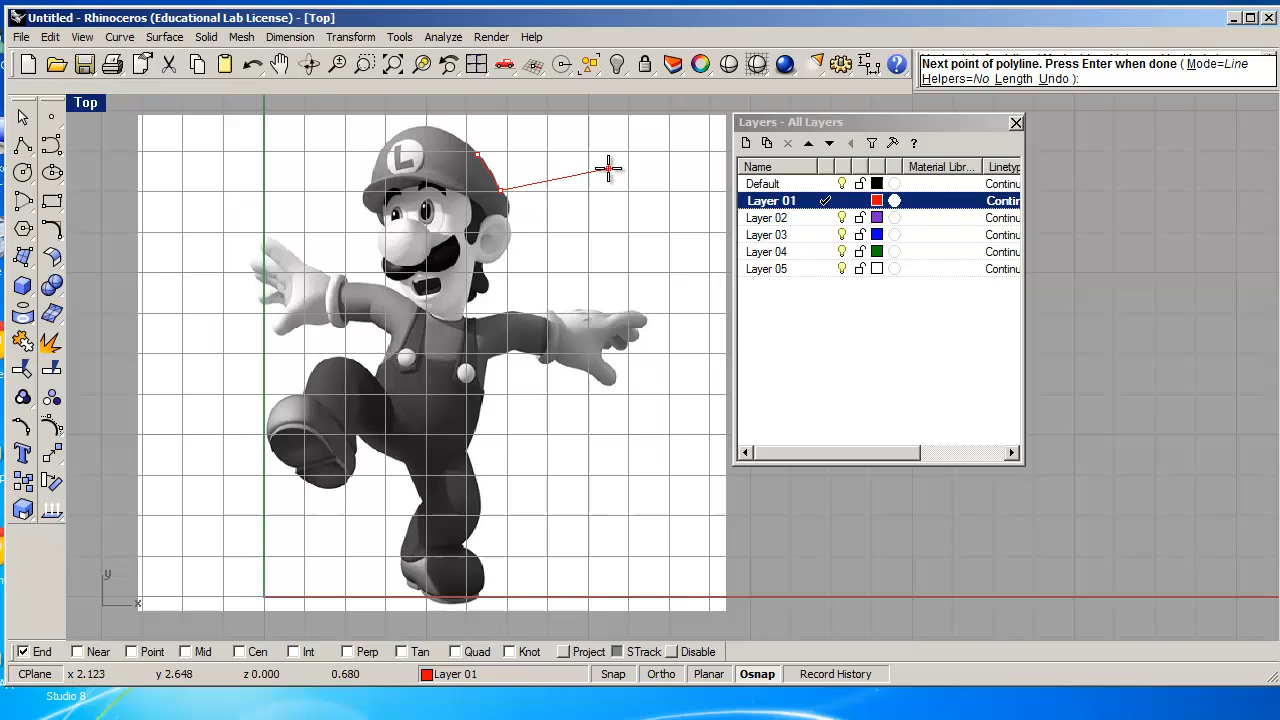 Untitled - Rhinoceros (Educational Lab License) - [Top]
File Edit View Curve Surface Solid Mesh Dimension Transform Tools Analyze Render Help
Next point of polyline. Press Enter when done ( Mode=Line
Helpers=No Length Undo ):
Top
Layers - All Layers
Name Material Libr... Linetyp
Default Continu
Layer 01 Contin
Layer 02 Continu
Layer 03 Continu
Layer 04 Continu
Layer 05 Continu
L
y
x
End Near Point Mid Cen Int Perp Tan Quad Knot Project STrack Disable
CPlane x 2.123 y 2.648 z 0.000 0.680 Layer 01 Snap Ortho Planar Osnap Record History
Studio 8